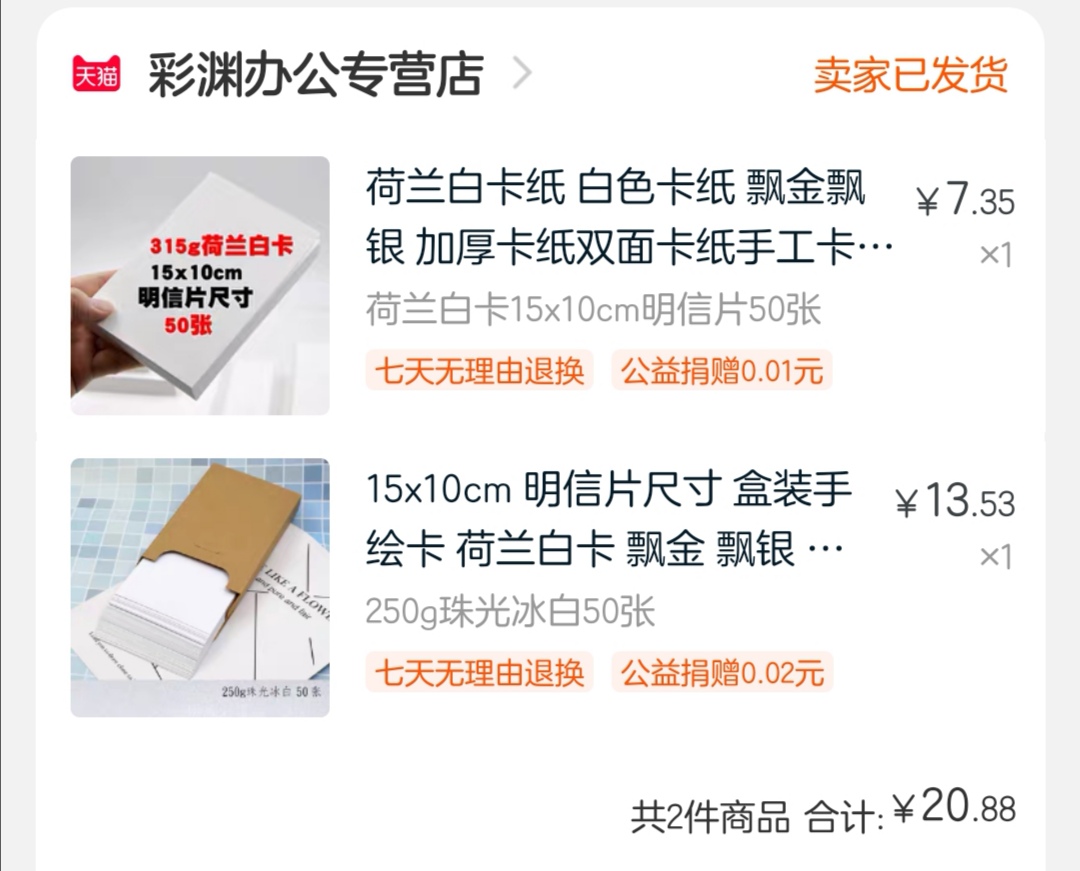 天猫 彩渊办公专营店 > 卖家已发货
315g荷兰白卡
15x10cm
明信片尺寸
50张
荷兰白卡纸 白色卡纸 飘金飘 ¥7.35
银 加厚卡纸双面卡纸手工卡… ×1
荷兰白卡15x10cm明信片50张
七天无理由退换 公益捐赠0.01元
LIKE A FLOW
and pure and fair
250g珠光冰白 50 张
15x10cm 明信片尺寸 盒装手 ¥13.53
绘卡 荷兰白卡 飘金 飘银 … ×1
250g珠光冰白50张
七天无理由退换 公益捐赠0.02元
共2件商品 合计:¥20.88